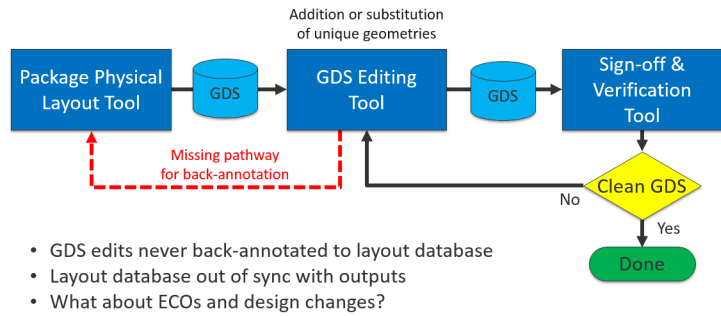 Addition or substitution
of unique geometries
Package Physical
Layout Tool
GDS
GDS Editing
Tool
GDS
Sign-off &
Verification
Tool
Missing pathway
for back-annotation
No
Clean GDS
Yes
Done
• GDS edits never back-annotated to layout database
• Layout database out of sync with outputs
• What about ECOs and design changes?